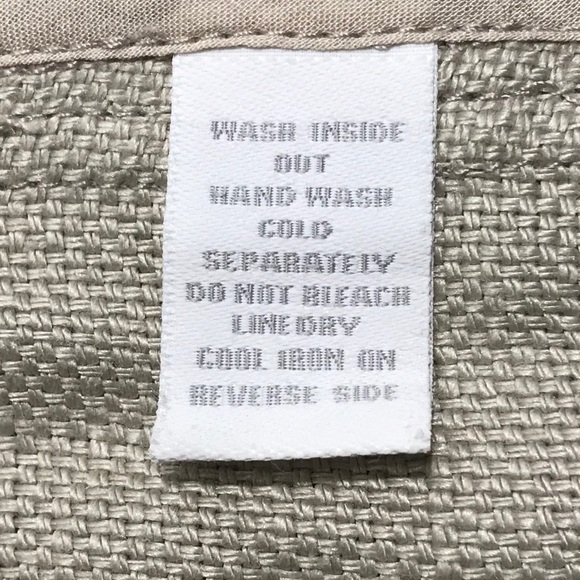 WASH INSIDE
OUT
HAND WASH
COLD
SEPARATELY
DO NOT BLEACH
LINE DRY
COOL IRON ON
REVERSE SIDE